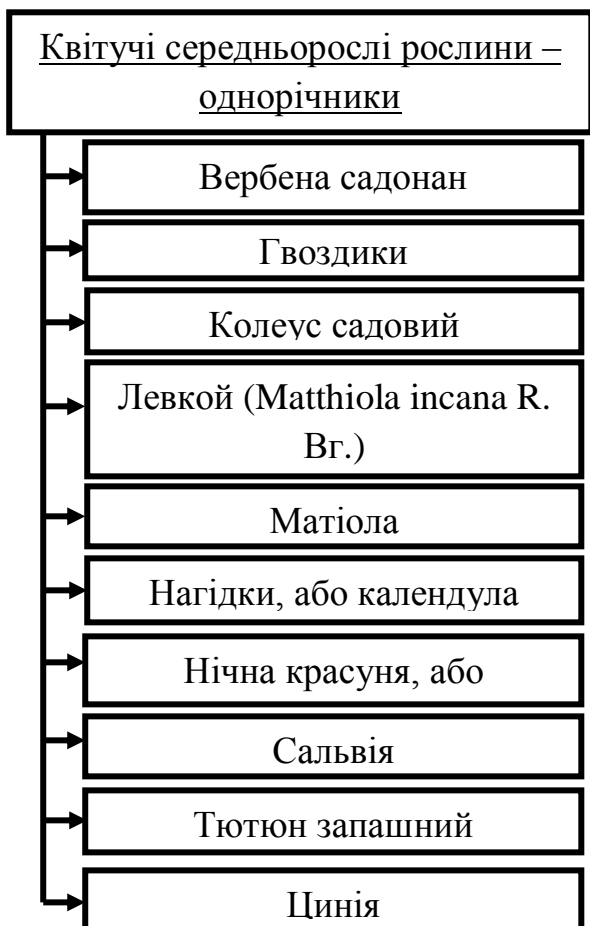 Квітучі середньорослі рослини –
однорічники
Вербена садонан
Гвоздики
Колеус садовий
Левкой (Matthiola incana R.
Вг.)
Матіола
Нагідки, або календула
Нічна красуня, або
Сальвія
Тютюн запашний
Цинія